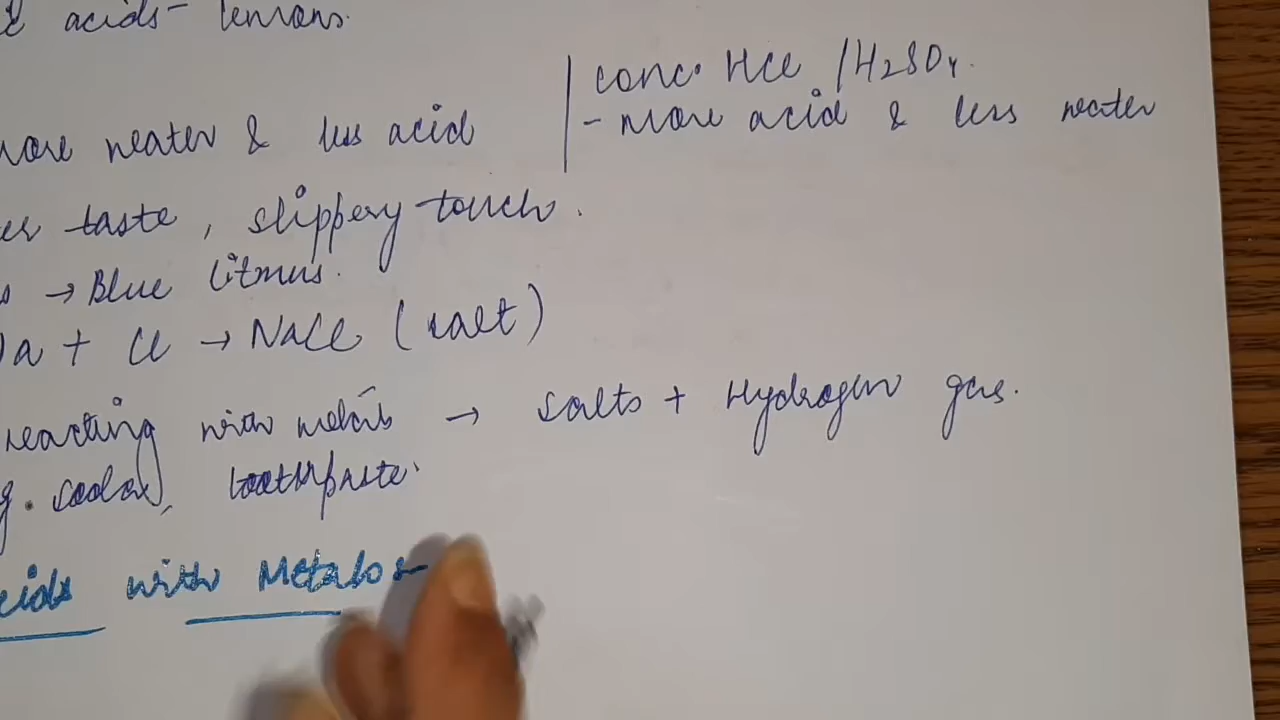 acids- lemons.
conc. HCl / H2SO4.
more water & less acid
- more acid & less water
taste, slippery touch.
→ Blue litmus.
a + Cl → NaCl (salt)
reacting with metals → salts + Hydrogen gas.
toothpaste.
cids with Metals -